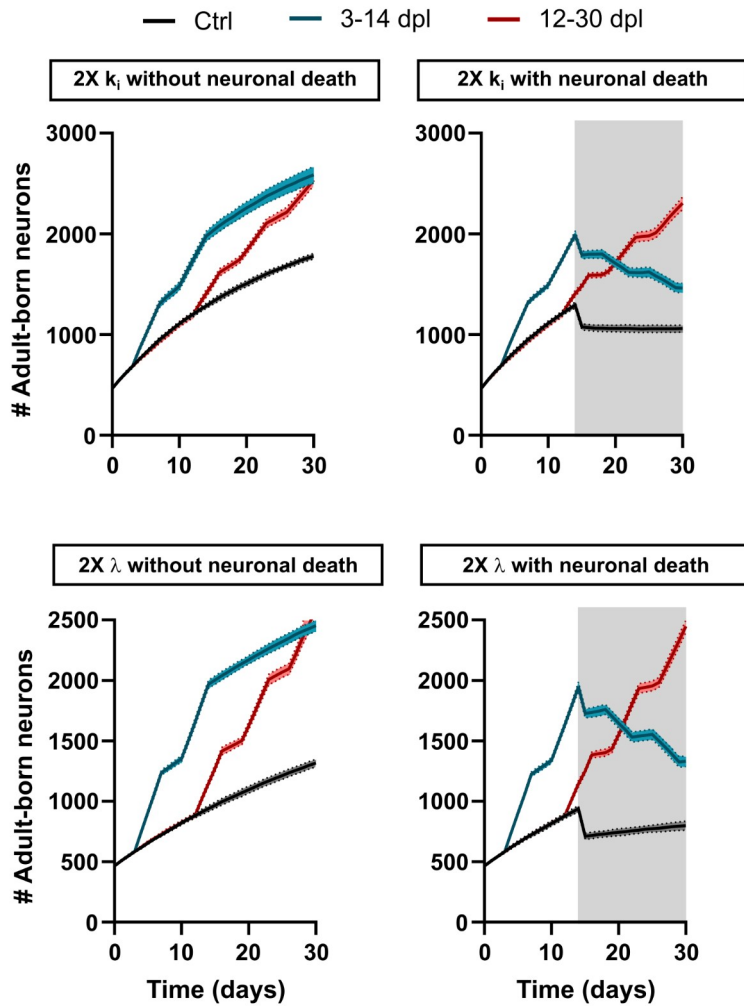 Ctrl 3-14 dpl 12-30 dpl
2X kᵢ without neuronal death 2X kᵢ with neuronal death
# Adult-born neurons
3000 3000
2000 2000
1000 1000
0 0
0 10 20 30 0 10 20 30
2X λ without neuronal death 2X λ with neuronal death
# Adult-born neurons
2500 2500
2000 2000
1500 1500
1000 1000
500 500
0 0
0 10 20 30 0 10 20 30
Time (days) Time (days)